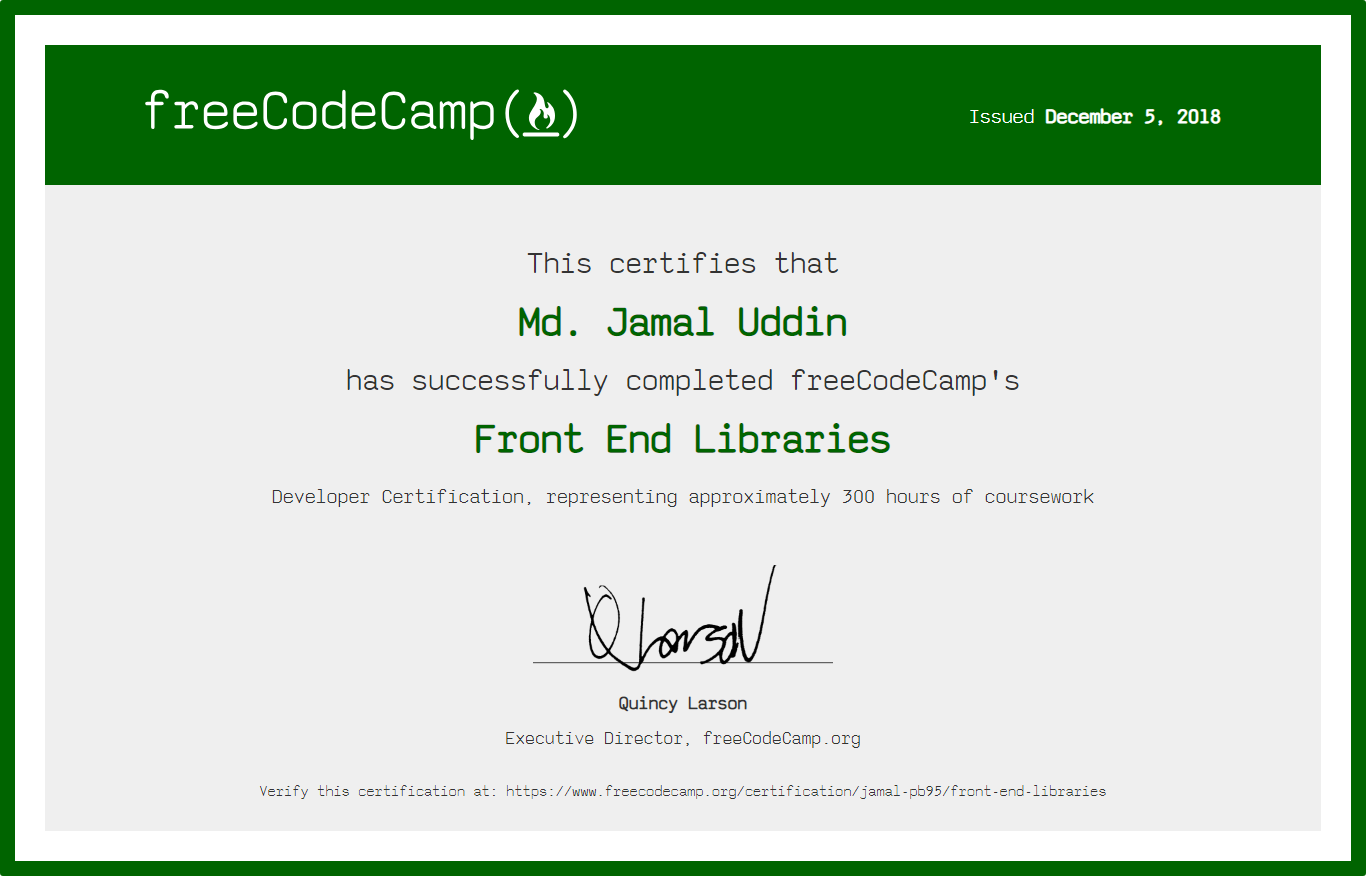 freeCodeCamp()
Issued December 5, 2018
This certifies that
Md. Jamal Uddin
has successfully completed freeCodeCamp's
Front End Libraries
Developer Certification, representing approximately 300 hours of coursework
Q Larson
Quincy Larson
Executive Director, freeCodeCamp.org
Verify this certification at: https://www.freecodecamp.org/certification/jamal-pb95/front-end-libraries